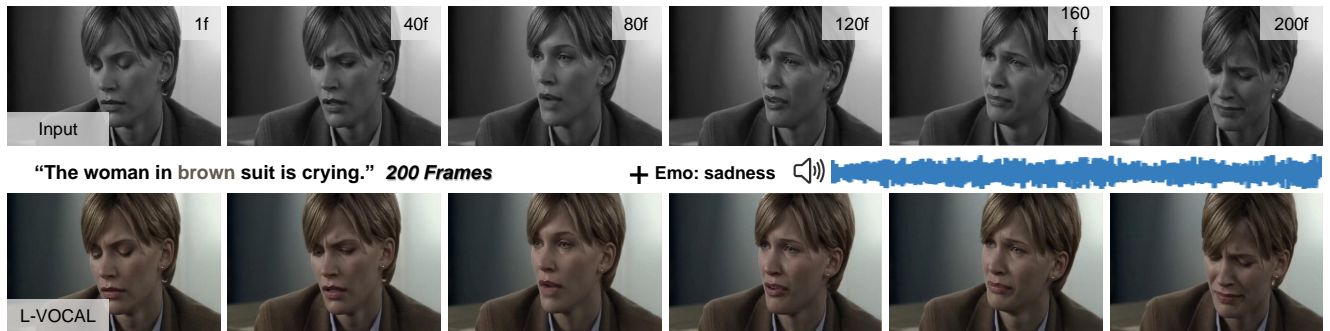 1f
40f
80f
120f
160
f
200f
Input
“The woman in brown suit is crying.” 200 Frames
+ Emo: sadness
L-VOCAL